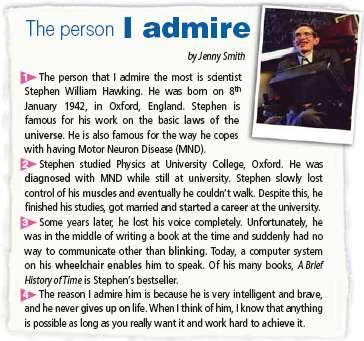 The person I admire
by Jenny Smith
1 The person that I admire the most is scientist
Stephen William Hawking. He was born on 8th
January 1942, in Oxford, England. Stephen is
famous for his work on the basic laws of the
universe. He is also famous for the way he copes
with having Motor Neuron Disease (MND).
2 Stephen studied Physics at University College, Oxford. He was
diagnosed with MND while still at university. Stephen slowly lost
control of his muscles and eventually he couldn't walk. Despite this, he
finished his studies, got married and started a career at the university.
3 Some years later, he lost his voice completely. Unfortunately, he
was in the middle of writing a book at the time and suddenly had no
way to communicate other than blinking. Today, a computer system
on his wheelchair enables him to speak. Of his many books, A Brief
History of Time is Stephen's bestseller.
4 The reason I admire him is because he is very intelligent and brave,
and he never gives up on life. When I think of him, I know that anything
is possible as long as you really want it and work hard to achieve it.